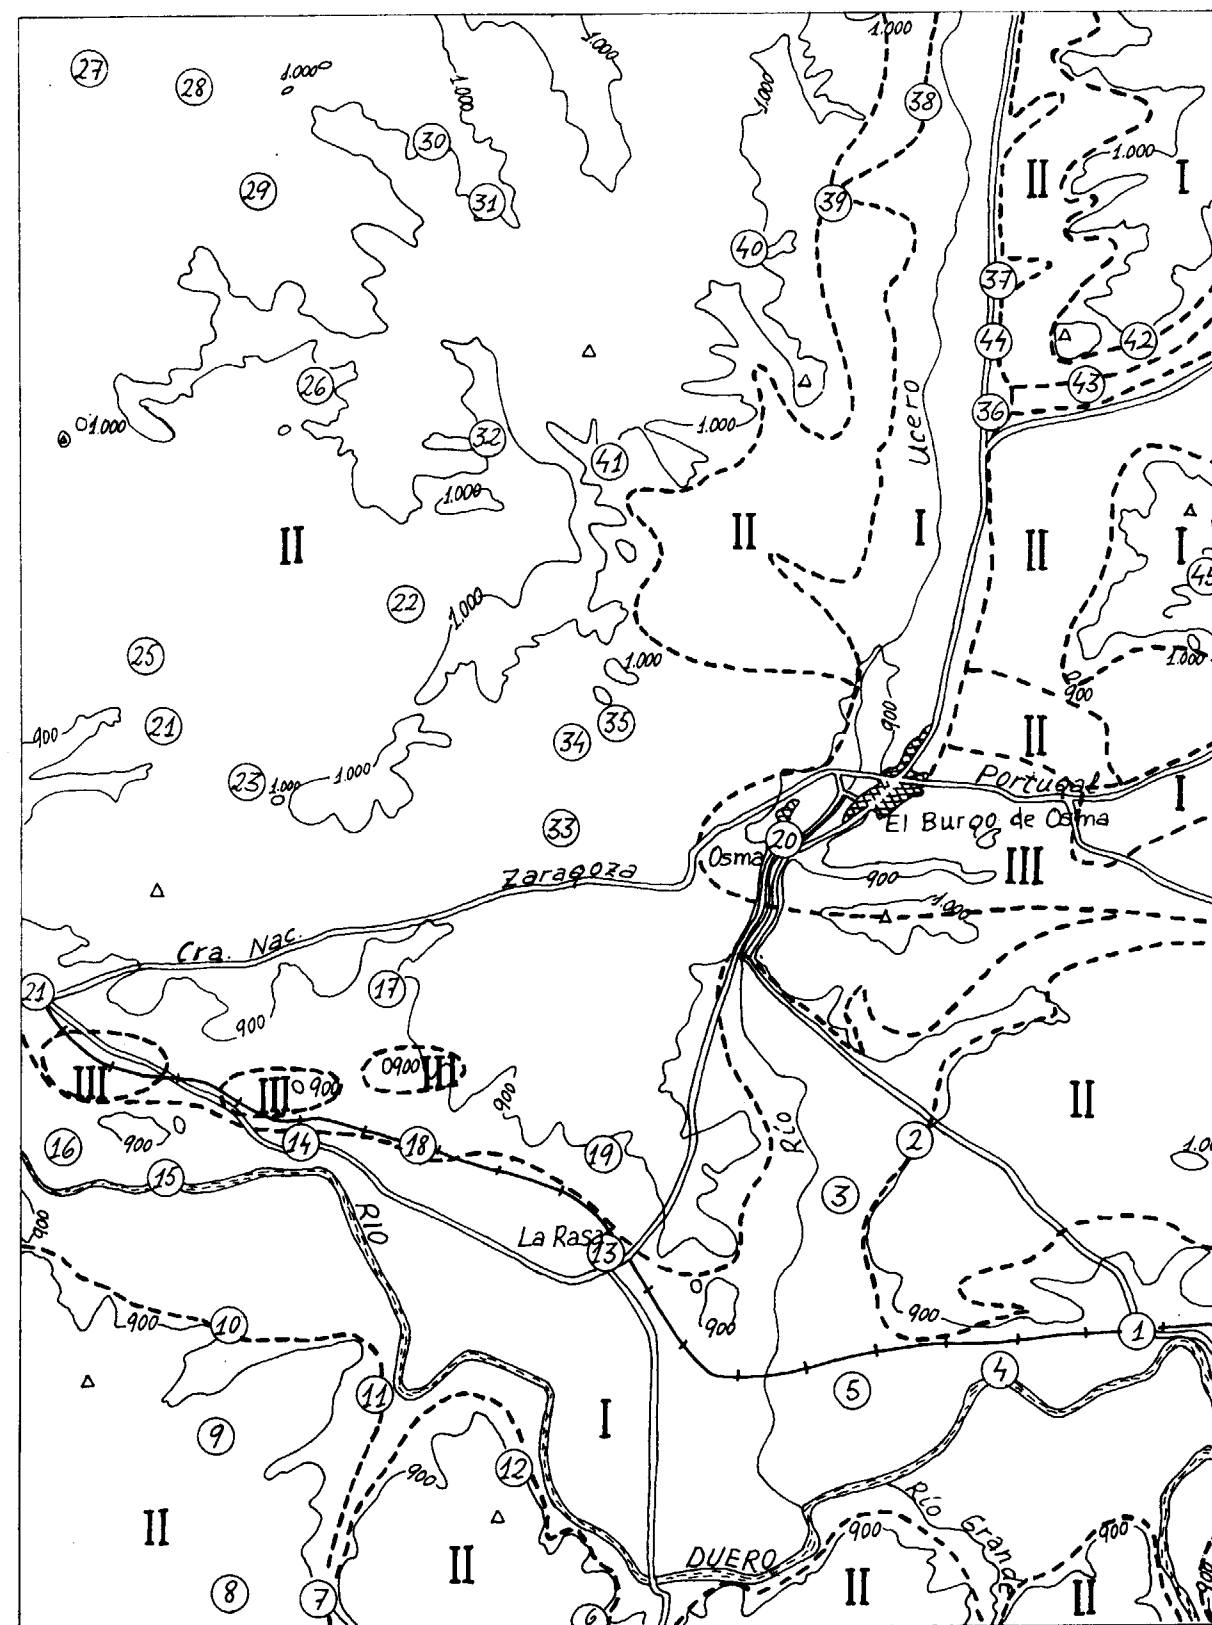 1.000
27
1.000
28
1.000
1.000
1.000
38
30
II
1.000
I
29
31
39
40
37
44
42
26
43
36
1.000
1.000
32
41
Ucero
1.000
II
II
I
II
I
45
22
1.000
25
1.000
1.000
900
21
900
35
34
II
900
23
1.000
1.000
Portugal
I
33
El Burgo de Osma
20
Osma
Zaragoza
900
III
1.000
Cra. Nac.
21
17
900
0900
III
III
900
III
900
II
Río
16
900
14
18
19
2
1.000
15
3
RIO
900
La Rasa
13
900
10
900
900
1
11
4
5
9
I
12
900
Río Grande
II
900
900
DUERO
II
II
II
900
8
7
6